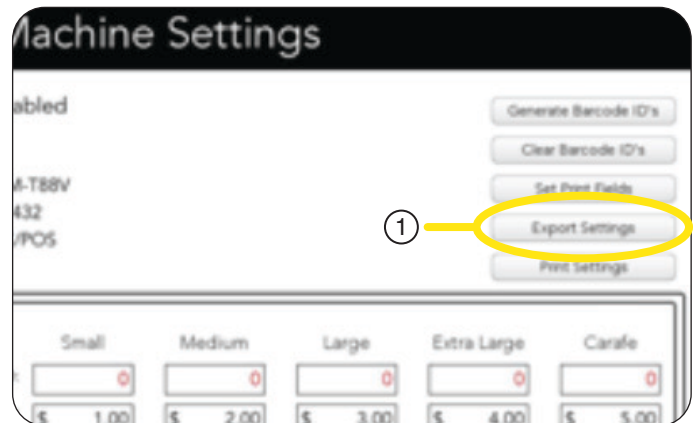 Machine Settings
abled
Generate Barcode ID's
Clear Barcode ID's
M-T88V
Set Print Fields
432
1
Export Settings
/POS
Print Settings
Small Medium Large Extra Large Carafe
0 0 0 0 0
$ 1.00 $ 2.00 $ 3.00 $ 4.00 $ 5.00